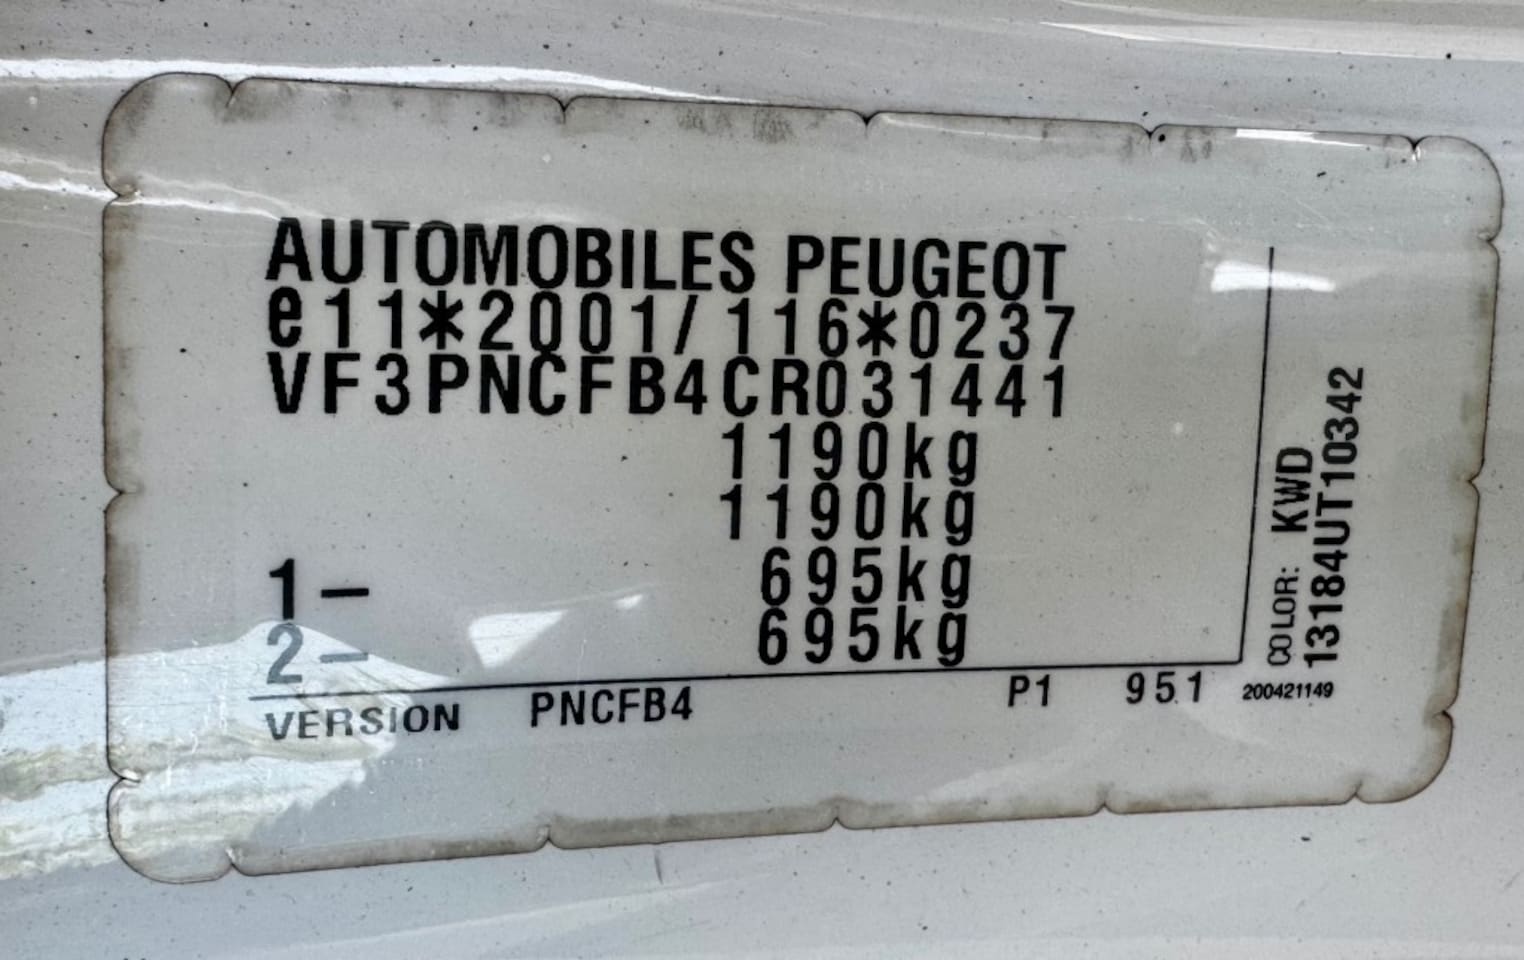 AUTOMOBILES PEUGEOT
e11*2001/116*0237
VF3PNCFB4CR031441
1190kg
1190kg
1- 695kg
2- 695kg
VERSION PNCFB4 P1 951
COLOR: KWD
13184UT10342
200421149